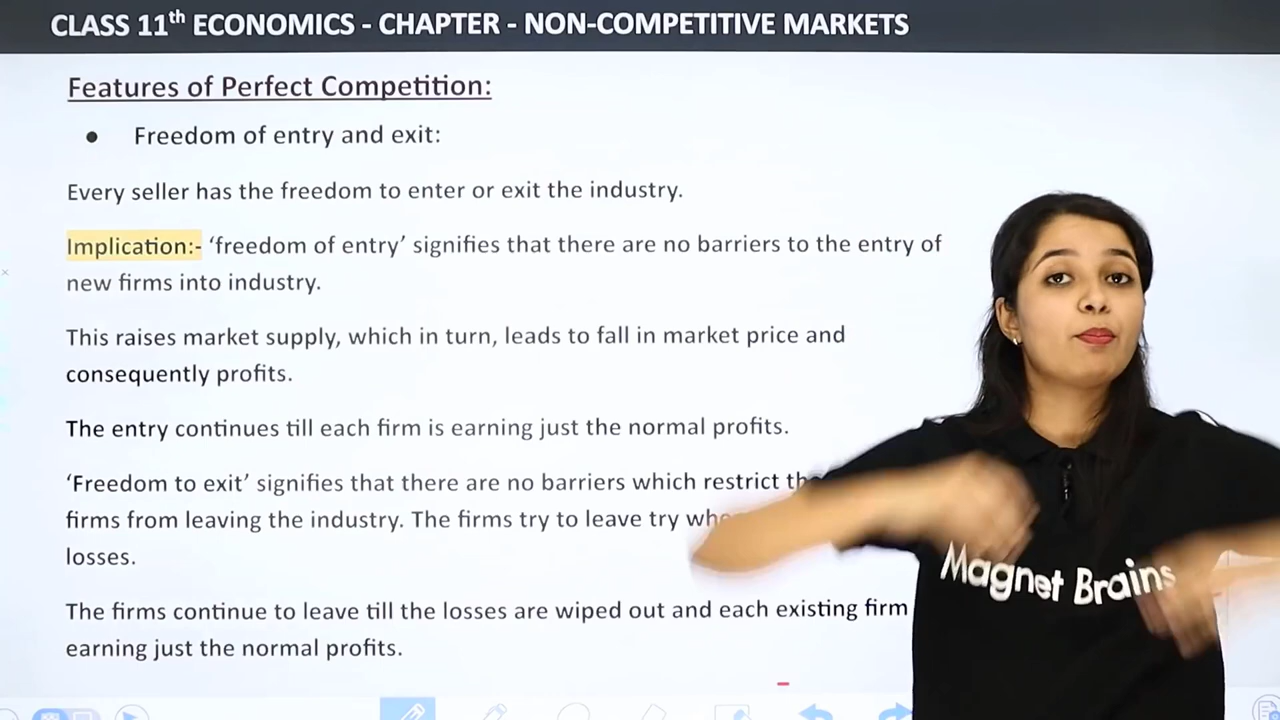 CLASS 11th ECONOMICS - CHAPTER - NON-COMPETITIVE MARKETS
Features of Perfect Competition:
● Freedom of entry and exit:
Every seller has the freedom to enter or exit the industry.
Implication:- ‘freedom of entry’ signifies that there are no barriers to the entry of
new firms into industry.
This raises market supply, which in turn, leads to fall in market price and
consequently profits.
The entry continues till each firm is earning just the normal profits.
‘Freedom to exit’ signifies that there are no barriers which restrict
firms from leaving the industry. The firms try to leave try
losses.
The firms continue to leave till the losses are wiped out and each existing firm
earning just the normal profits.
Magnet Brains